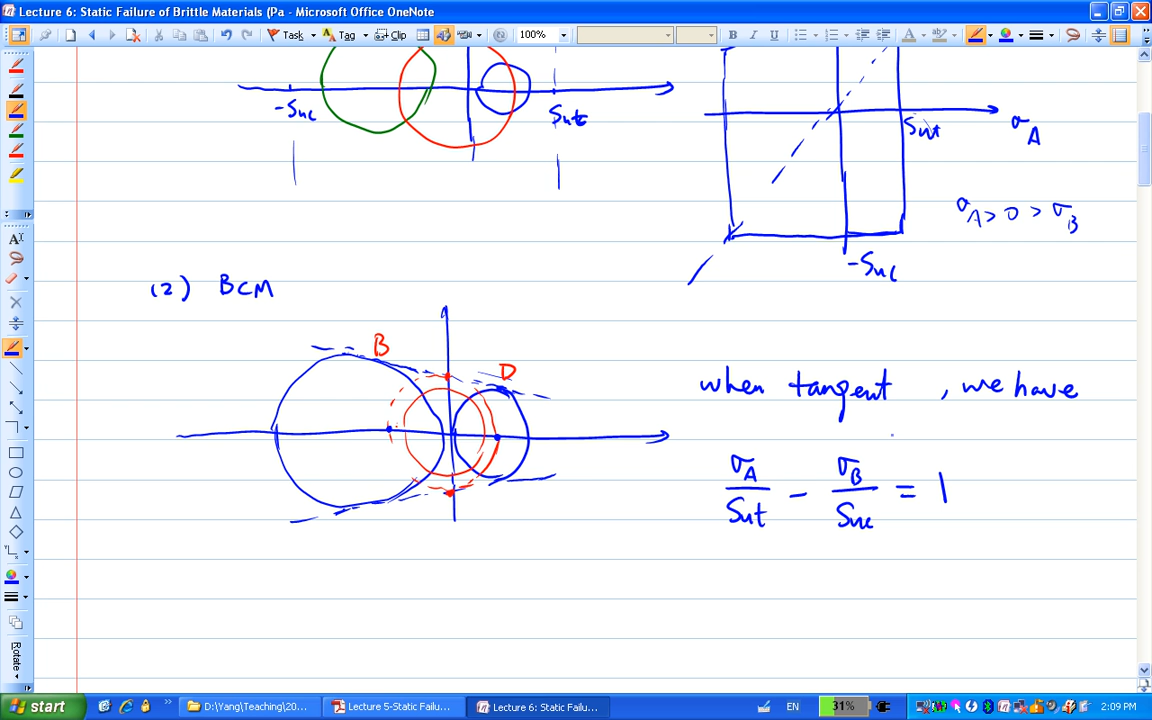 Lecture 6: Static Failure of Brittle Materials (Pa - Microsoft Office OneNote
Task
Tag
Clip
100%
B I U
-Suc
Sut
Sut
σA
σA > 0 > σB
-Suc
(2) BCM
B
D
when tangent , we have
σA/Sut - σB/Suc = 1
Rotate
start
D:\Yang\Teaching\20...
Lecture 5-Static Failu...
Lecture 6: Static Failu...
EN
31%
2:09 PM